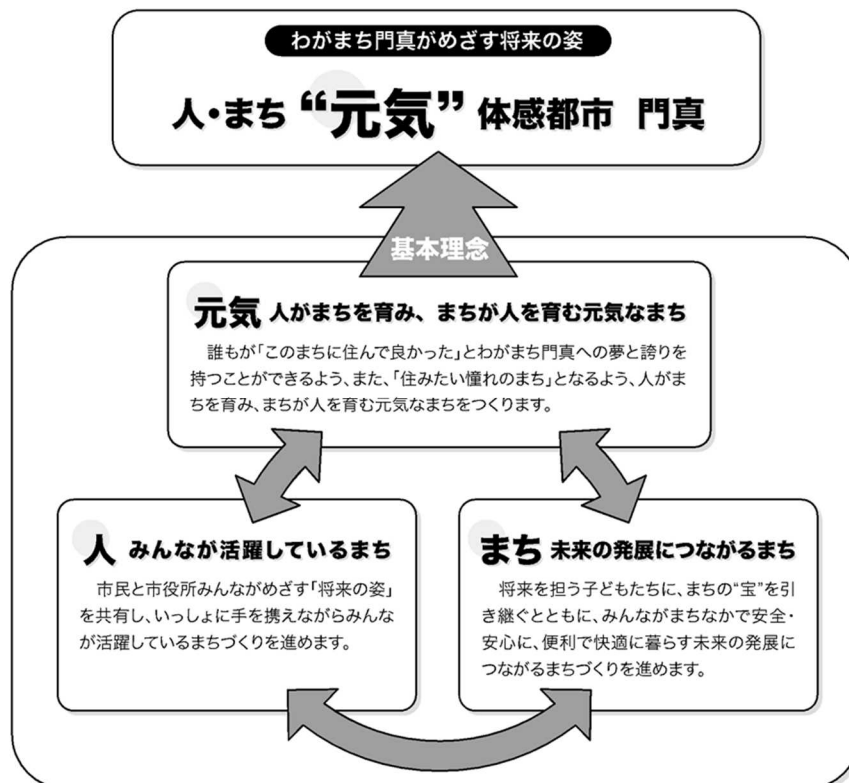 わがまち門真がめざす将来の姿
人・まち “元気” 体感都市 門真
基本理念
元気 人がまちを育み、まちが人を育む元気なまち
誰もが「このまちに住んで良かった」とわがまち門真への夢と誇りを
持つことができるよう、また、「住みたい憧れのまち」となるよう、人がま
ちを育み、まちが人を育む元気なまちをつくります。
人 みんなが活躍しているまち
市民と市役所みんながめざす「将来の姿」
を共有し、いっしょに手を携えながらみんな
が活躍しているまちづくりを進めます。
まち 未来の発展につながるまち
将来を担う子どもたちに、まちの“宝”を引
き継ぐとともに、みんながまちなかで安全・
安心に、便利で快適に暮らす未来の発展に
つながるまちづくりを進めます。